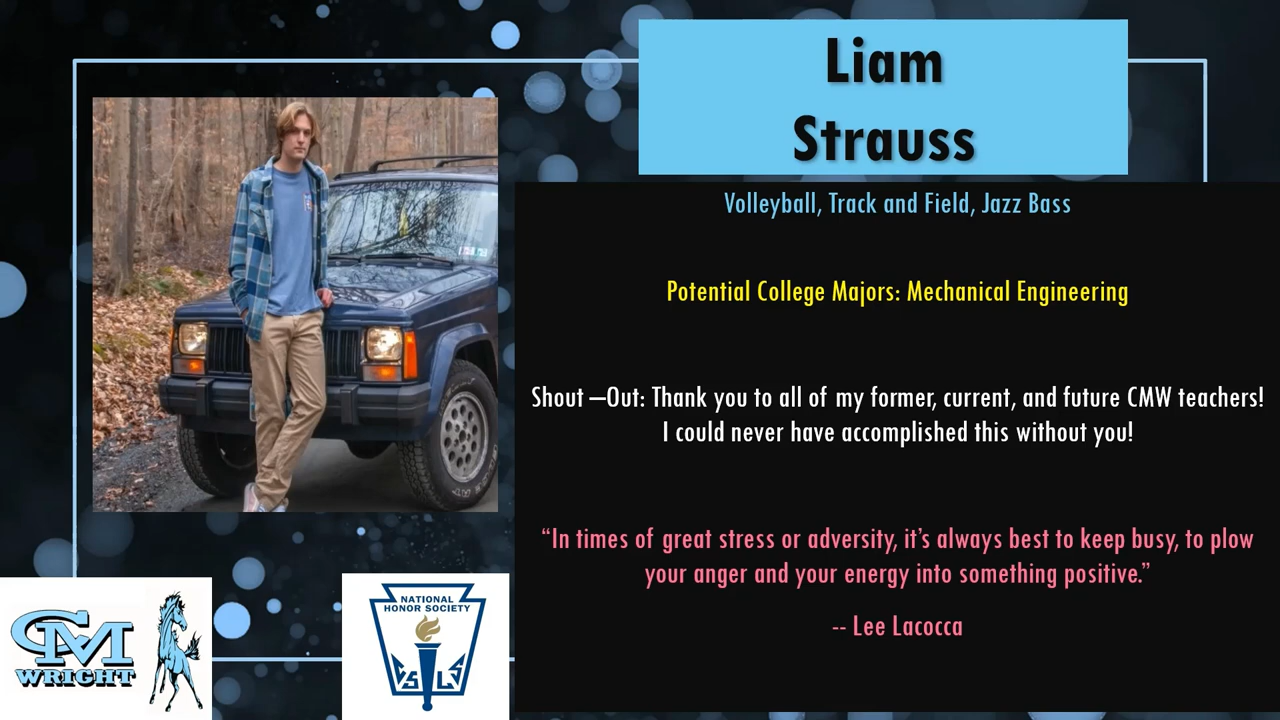 Liam
Strauss
Volleyball, Track and Field, Jazz Bass
Potential College Majors: Mechanical Engineering
Shout –Out: Thank you to all of my former, current, and future CMW teachers!
I could never have accomplished this without you!
“In times of great stress or adversity, it’s always best to keep busy, to plow
your anger and your energy into something positive.”
-- Lee Lacocca
CM
WRIGHT
NATIONAL
HONOR SOCIETY
C S L S